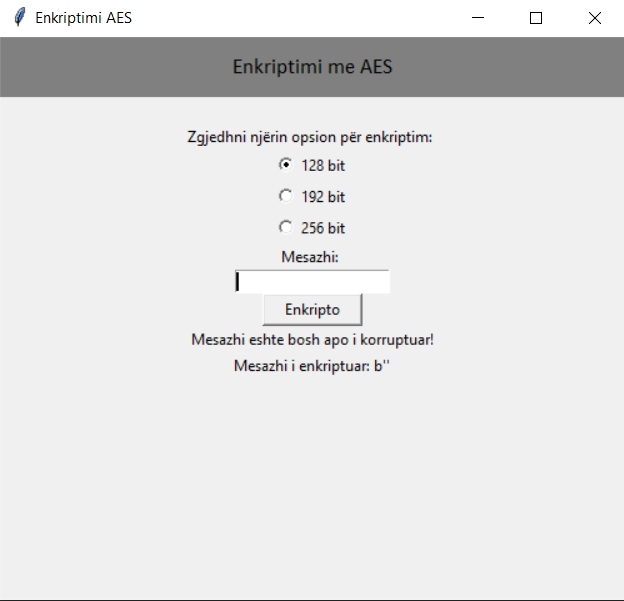 Enkriptimi AES
Enkriptimi me AES
Zgjedhni njërin opsion për enkriptim:
128 bit
192 bit
256 bit
Mesazhi:
Enkripto
Mesazhi eshte bosh apo i korruptuar!
Mesazhi i enkriptuar: b''